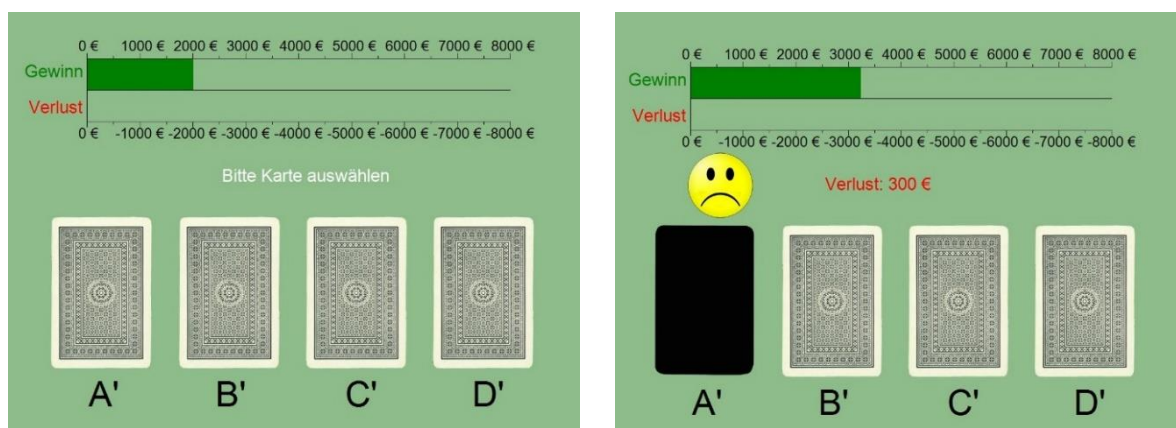 0 € 1000 € 2000 € 3000 € 4000 € 5000 € 6000 € 7000 € 8000 €
Gewinn
Verlust
0 € -1000 € -2000 € -3000 € -4000 € -5000 € -6000 € -7000 € -8000 €
Bitte Karte auswählen
A' B' C' D'
0 € 1000 € 2000 € 3000 € 4000 € 5000 € 6000 € 7000 € 8000 €
Gewinn
Verlust
0 € -1000 € -2000 € -3000 € -4000 € -5000 € -6000 € -7000 € -8000 €
Verlust: 300 €
A' B' C' D'